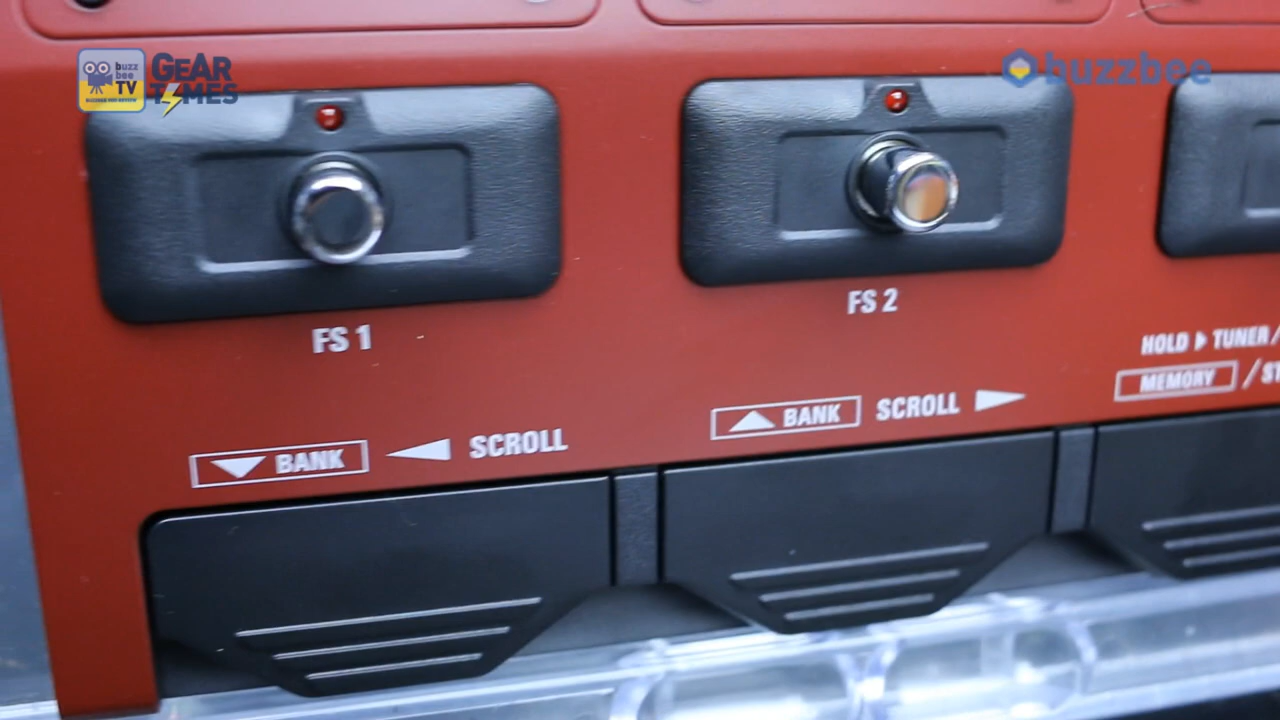 buzz
bee
TV
GEAR
TIMES
buzzbee
FS 1
FS 2
HOLD ▶ TUNER/
MEMORY /ST
▼ BANK ◀ SCROLL
▲ BANK SCROLL ▶